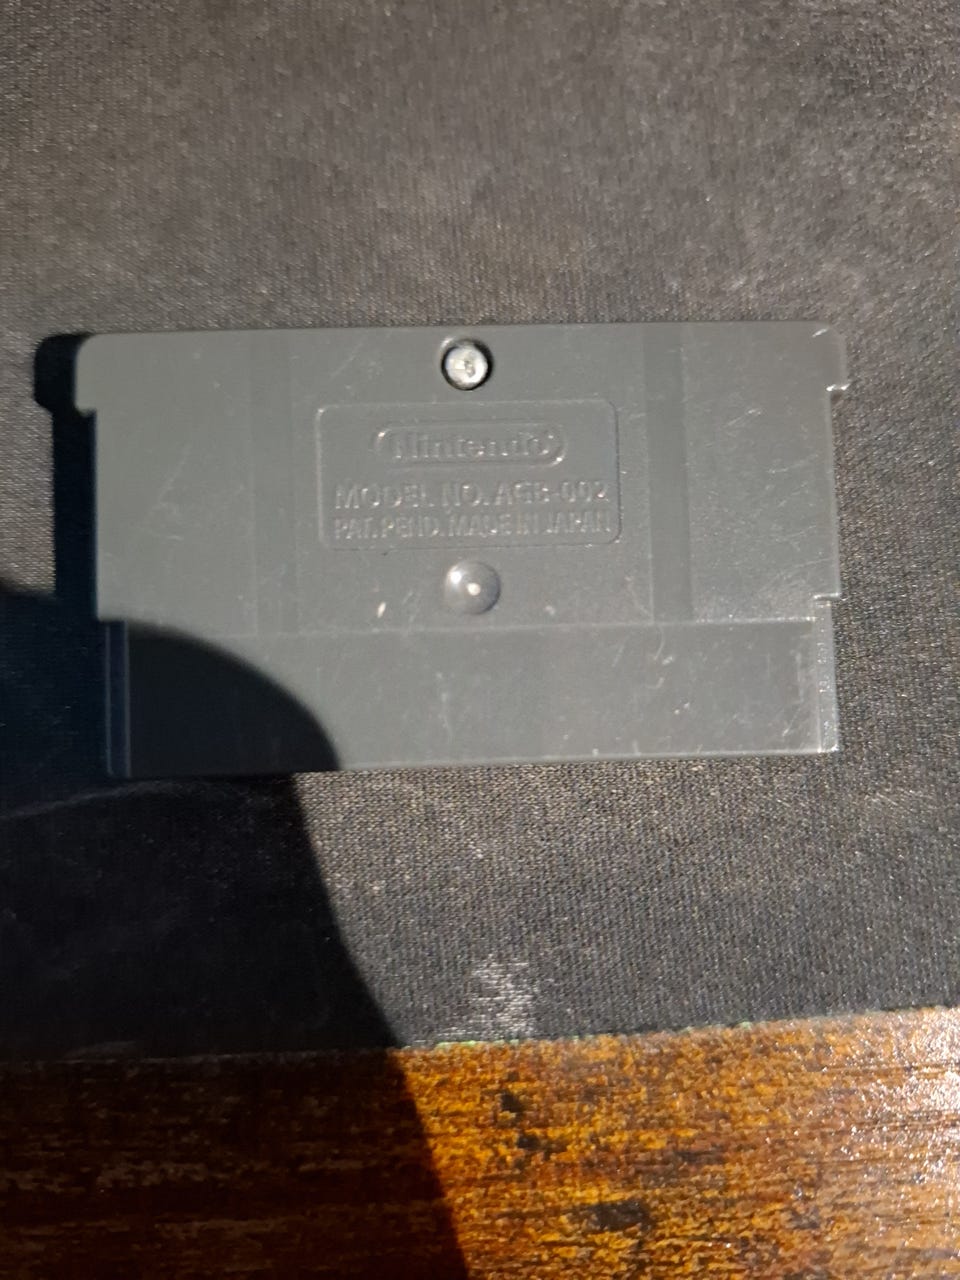 Nintendo
MODEL NO. AGB-002
PAT. PEND. MADE IN JAPAN